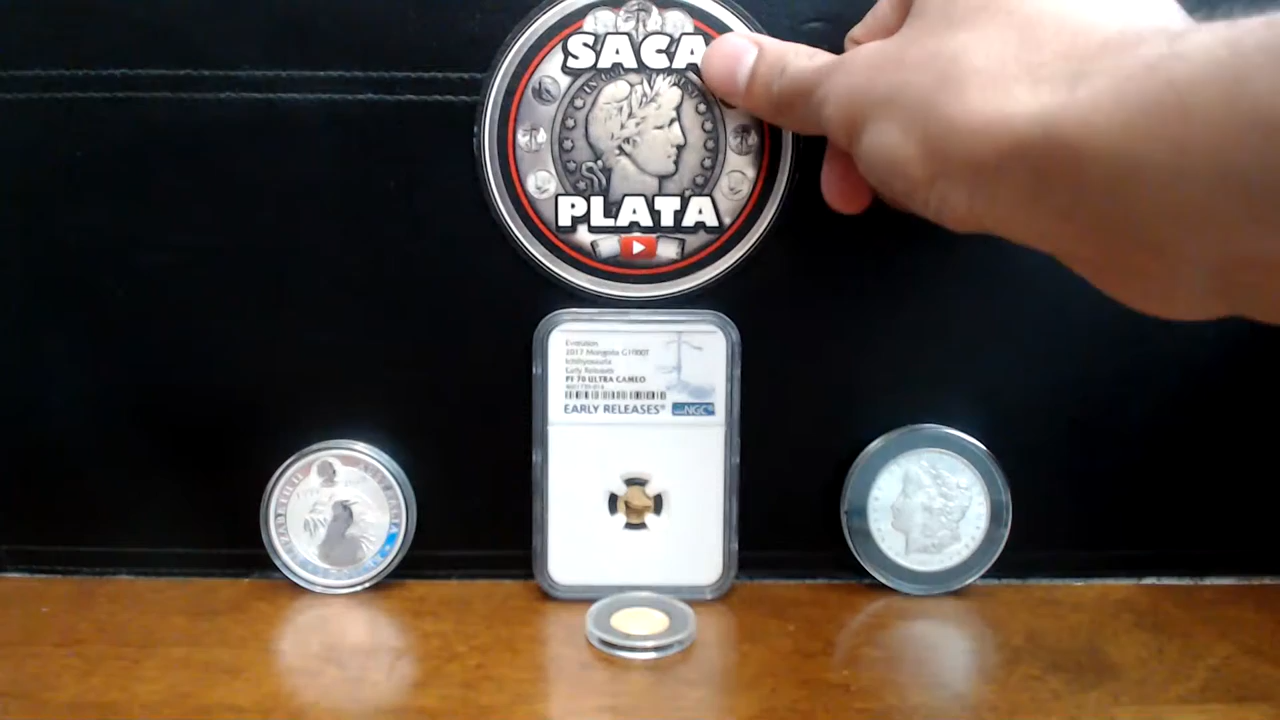 SACA
PLATA
Evolution
2017 Mongolia G1000T
Ichthyosauria
Early Releases
PF 70 ULTRA CAMEO
EARLY RELEASES® NGC